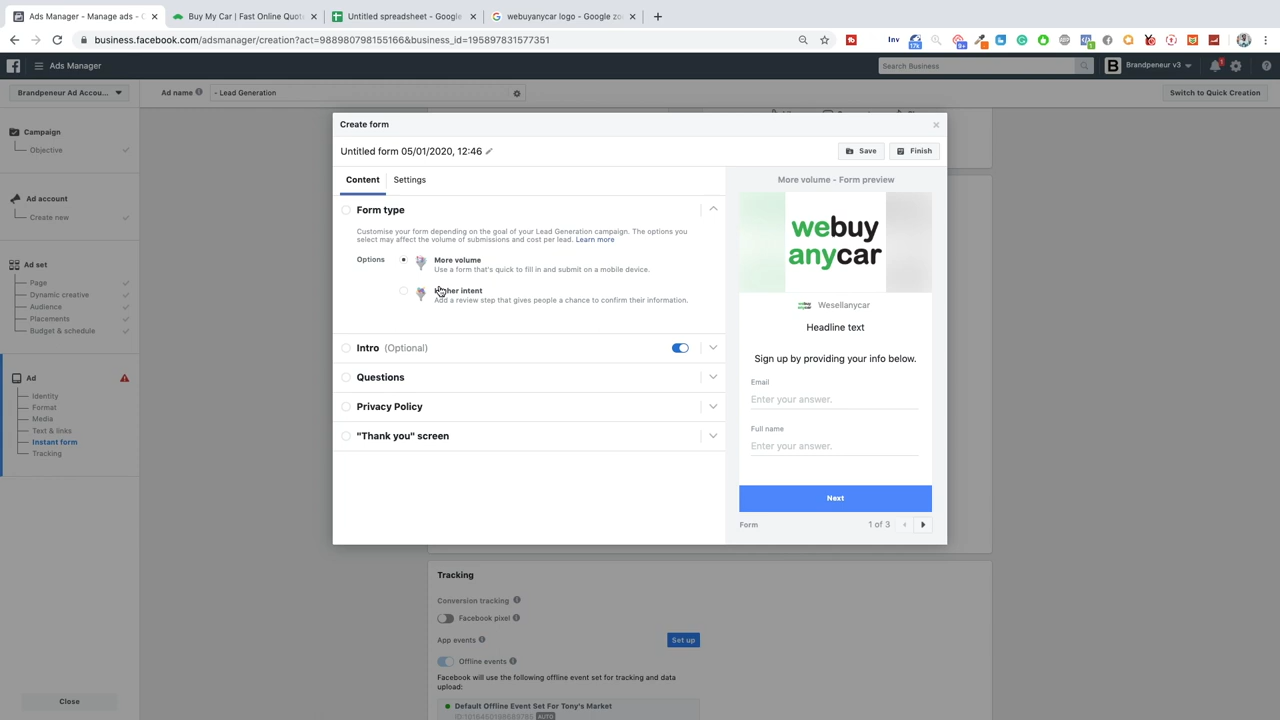 Ads Manager - Manage ads - C
Buy My Car | Fast Online Quot
Untitled spreadsheet - Google
webuyanycar logo - Google zo
business.facebook.com/adsmanager/creation?act=988980798155166&business_id=195897831577351
Inv
17k
9+
Ads Manager
Search Business
B
Brandpeneur v3
1
Brandpeneur Ad Accou...
Ad name
- Lead Generation
Switch to Quick Creation
Campaign
Objective
Ad account
Create new
Ad set
Page
Dynamic creative
Audience
Placements
Budget & schedule
Ad
Identity
Format
Media
Text & links
Instant form
Tracking
Close
Create form
Untitled form 05/01/2020, 12:46
Save
Finish
Content
Settings
Form type
Customise your form depending on the goal of your Lead Generation campaign. The options you
select may affect the volume of submissions and cost per lead. Learn more
Options
More volume
Use a form that's quick to fill in and submit on a mobile device.
Higher intent
Add a review step that gives people a chance to confirm their information.
Intro (Optional)
Questions
Privacy Policy
"Thank you" screen
More volume - Form preview
webuy
anycar
Wesellanycar
Headline text
Sign up by providing your info below.
Email
Enter your answer.
Full name
Enter your answer.
Next
Form
1 of 3
Tracking
Conversion tracking
Facebook pixel
App events
Set up
Offline events
Facebook will use the following offline event set for tracking and data
upload:
Default Offline Event Set For Tony's Market
AUTO